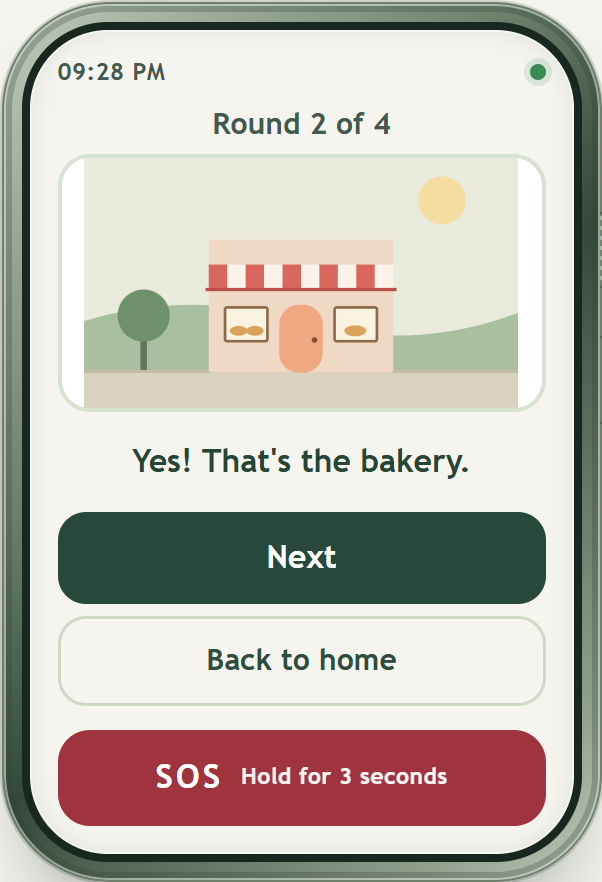 09:28 PM
Round 2 of 4
Yes! That's the bakery.
Next
Back to home
SOS Hold for 3 seconds